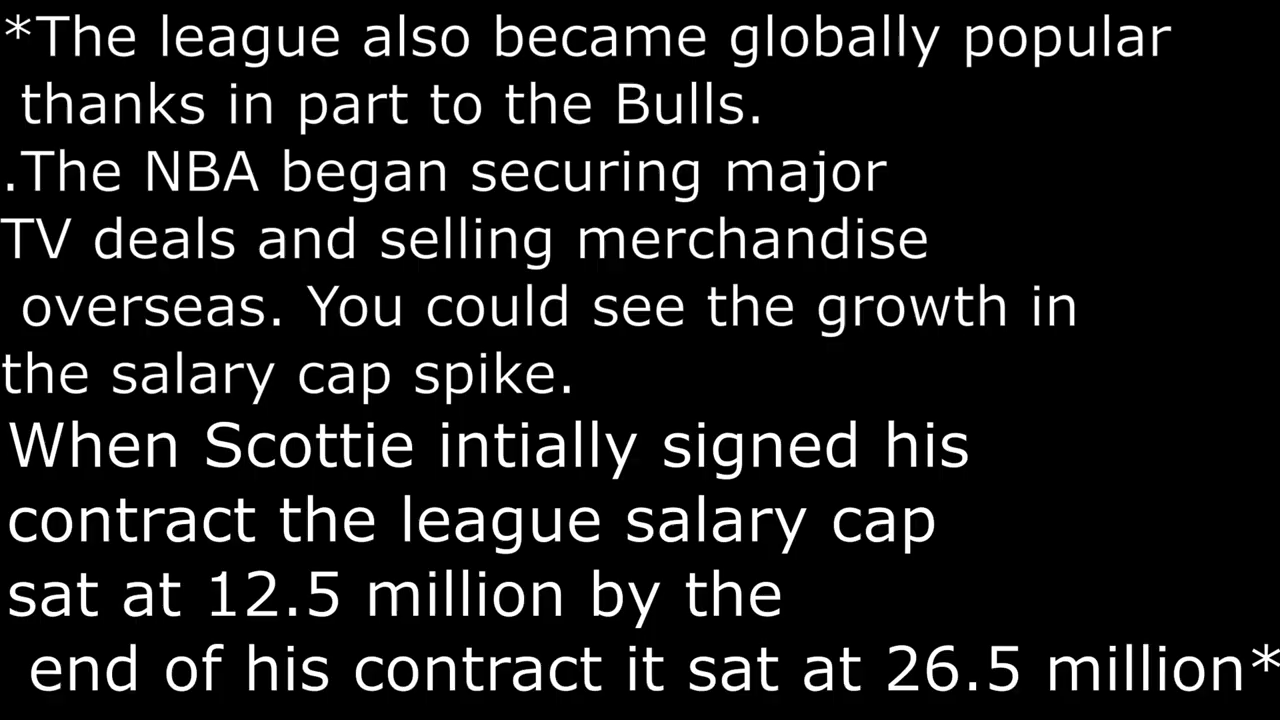 *The league also became globally popular
thanks in part to the Bulls.
.The NBA began securing major
TV deals and selling merchandise
overseas. You could see the growth in
the salary cap spike.
When Scottie intially signed his
contract the league salary cap
sat at 12.5 million by the
end of his contract it sat at 26.5 million*